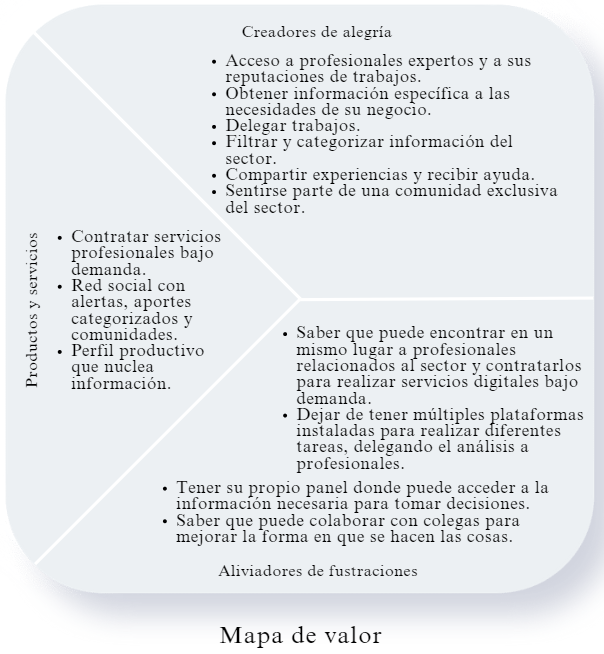 Creadores de alegría
• Acceso a profesionales expertos y a sus
reputaciones de trabajos.
• Obtener información específica a las
necesidades de su negocio.
• Delegar trabajos.
• Filtrar y categorizar información del
sector.
• Compartir experiencias y recibir ayuda.
• Sentirse parte de una comunidad exclusiva
del sector.
Productos y servicios
• Contratar servicios
profesionales bajo
demanda.
• Red social con
alertas, aportes
categorizados y
comunidades.
• Perfil productivo
que nuclea
información.
• Saber que puede encontrar en un
mismo lugar a profesionales
relacionados al sector y contratarlos
para realizar servicios digitales bajo
demanda.
• Dejar de tener múltiples plataformas
instaladas para realizar diferentes
tareas, delegando el análisis a
profesionales.
• Tener su propio panel donde puede acceder a la
información necesaria para tomar decisiones.
• Saber que puede colaborar con colegas para
mejorar la forma en que se hacen las cosas.
Aliviadores de fustraciones
Mapa de valor